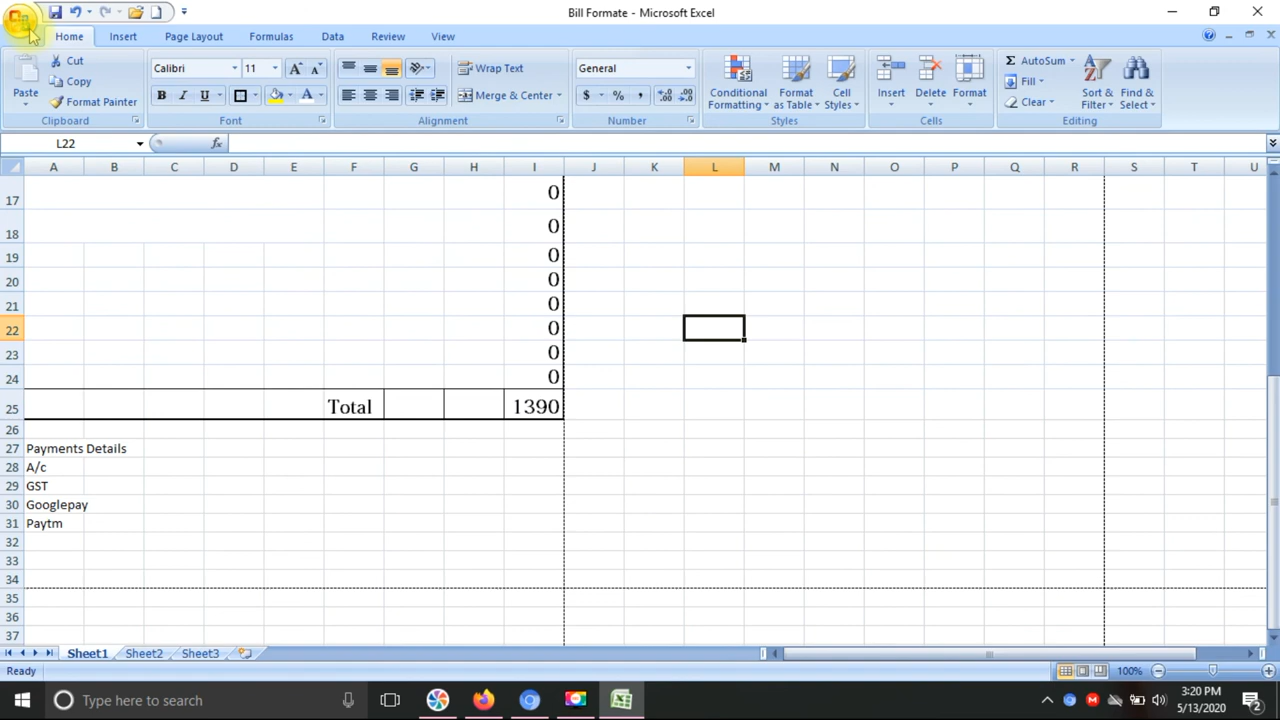 Bill Formate - Microsoft Excel
Home Insert Page Layout Formulas Data Review View
Paste
Cut
Copy
Format Painter
Clipboard
Calibri 11
B I U A
Font
Wrap Text
Merge & Center
Alignment
General
$ % ,
Number
Conditional Formatting
Format as Table
Cell Styles
Styles
Insert Delete Format
Cells
Σ AutoSum
Fill
Clear
Sort & Filter
Find & Select
Editing
L22 fx
A B C D E F G H I J K L M N O P Q R S T U
17 0
18 0
19 0
20 0
21 0
22 0
23 0
24 0
25 Total 1390
26
27 Payments Details
28 A/c
29 GST
30 Googlepay
31 Paytm
32
33
34
35
36
37
Sheet1 Sheet2 Sheet3
Ready 100%
Type here to search
3:20 PM
5/13/2020
2